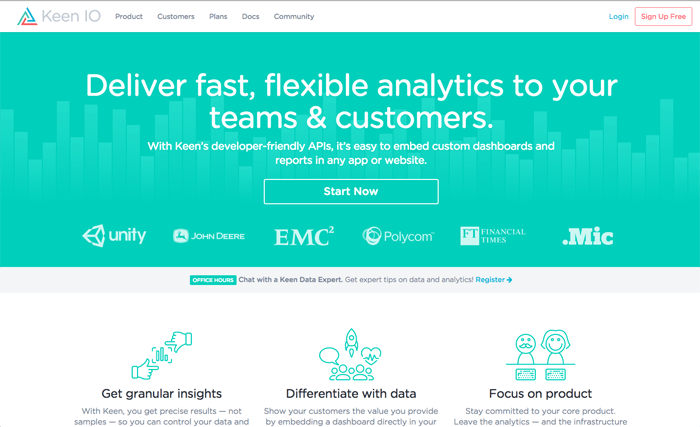 Keen IO
Product Customers Plans Docs Community
Login Sign Up Free
Deliver fast, flexible analytics to your
teams & customers.
With Keen's developer-friendly APIs, it's easy to embed custom dashboards and
reports in any app or website.
Start Now
unity JOHN DEERE EMC² Polycom™ FT FINANCIAL TIMES .Mic
OFFICE HOURS Chat with a Keen Data Expert. Get expert tips on data and analytics! Register →
Get granular insights
With Keen, you get precise results — not
samples — so you can control your data and
Differentiate with data
Show your customers the value you provide
by embedding a dashboard directly in your
Focus on product
Stay committed to your core product.
Leave the analytics — and the infrastructure